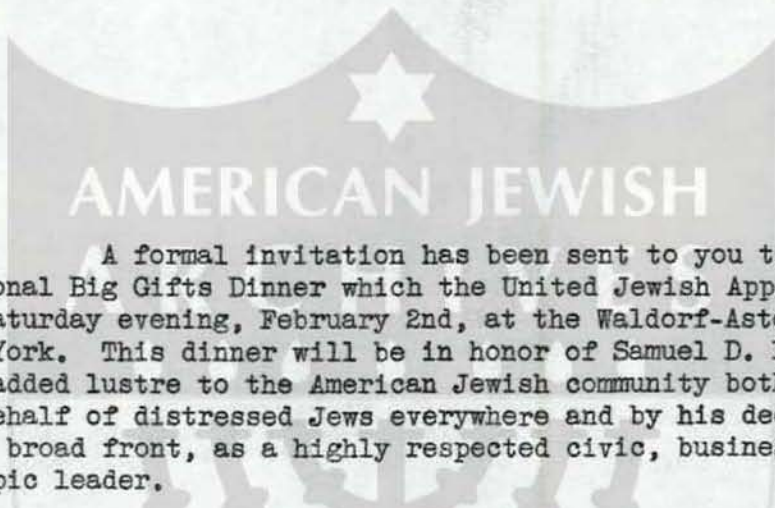 AMERICAN JEWISH
ARCHIVES
A formal invitation has been sent to you t
onal Big Gifts Dinner which the United Jewish App
aturday evening, February 2nd, at the Waldorf-Ast
York. This dinner will be in honor of Samuel D.
added lustre to the American Jewish community bot
ehalf of distressed Jews everywhere and by his de
broad front, as a highly respected civic, busine
pic leader.